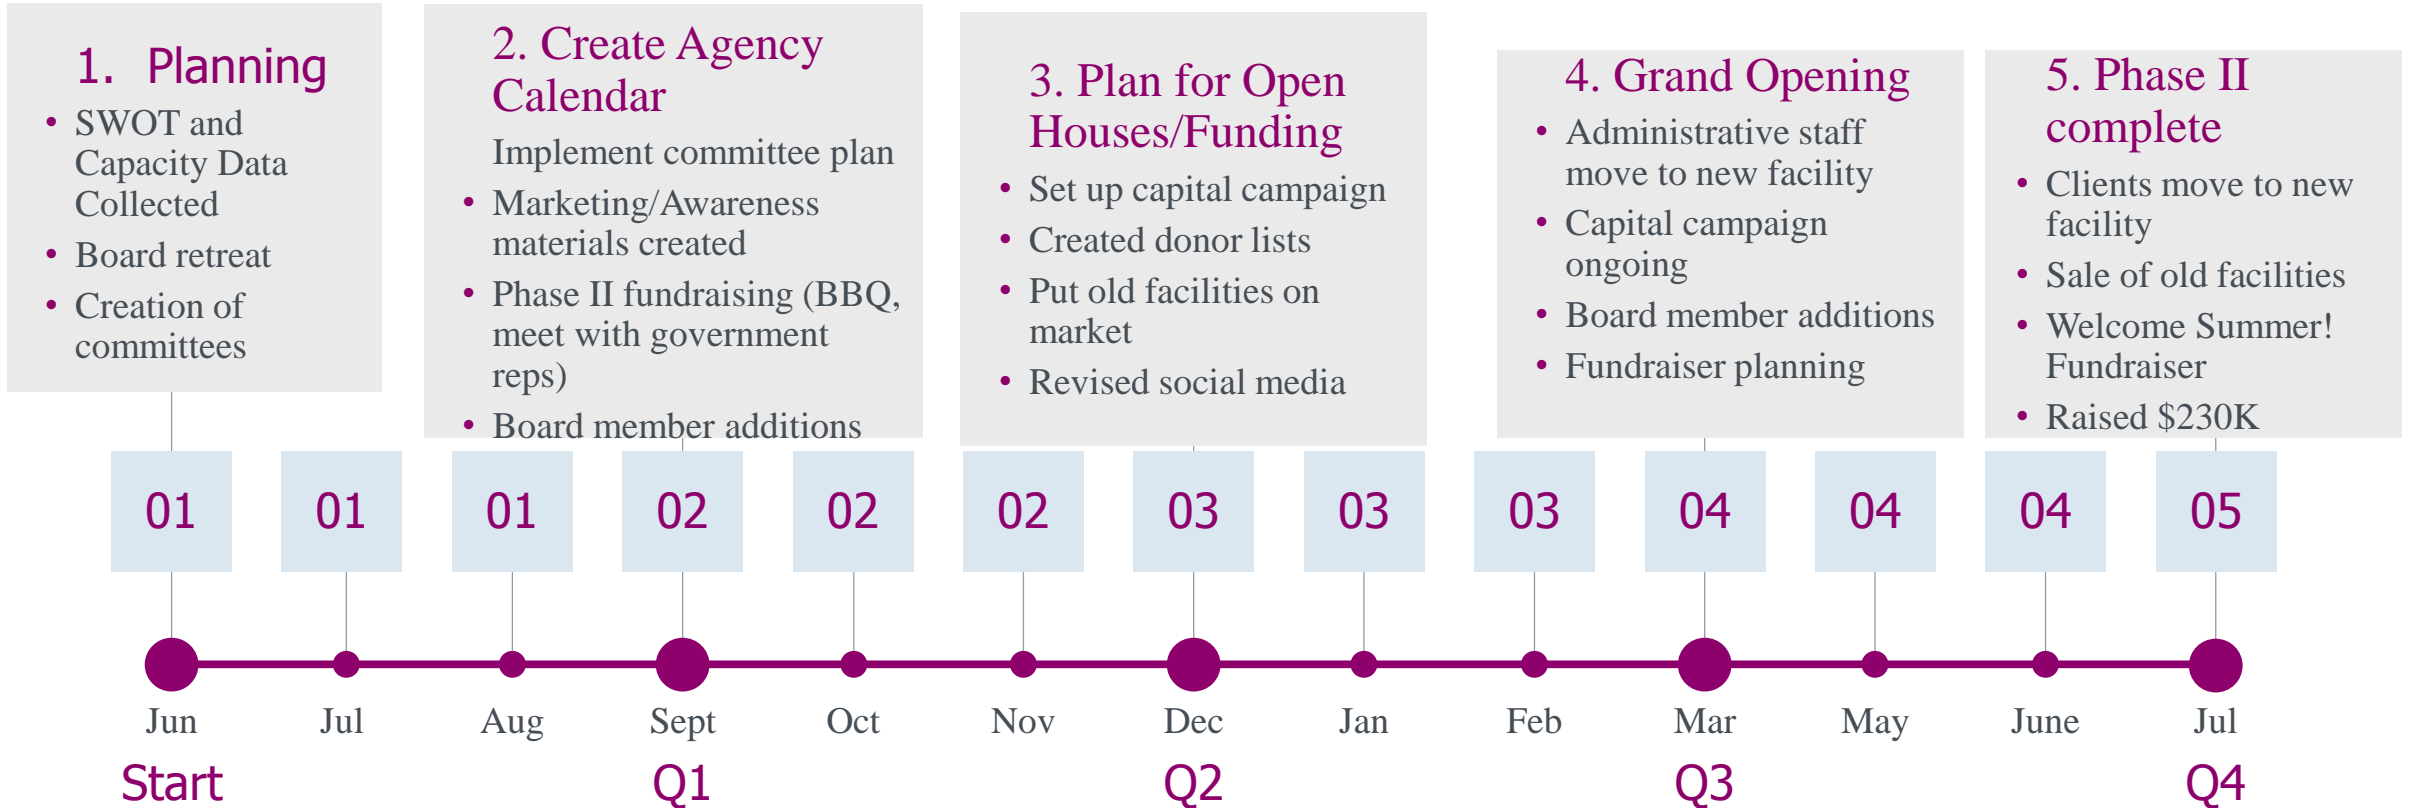 1. Planning
• SWOT and
Capacity Data
Collected
• Board retreat
• Creation of
committees
2. Create Agency
Calendar
Implement committee plan
• Marketing/Awareness
materials created
• Phase II fundraising (BBQ,
meet with government
reps)
• Board member additions
3. Plan for Open
Houses/Funding
• Set up capital campaign
• Created donor lists
• Put old facilities on
market
• Revised social media
4. Grand Opening
• Administrative staff
move to new facility
• Capital campaign
ongoing
• Board member additions
• Fundraiser planning
5. Phase II
complete
• Clients move to new
facility
• Sale of old facilities
• Welcome Summer!
Fundraiser
• Raised $230K
01 01 01 02 02 02 03 03 03 04 04 04 05
Jun Jul Aug Sept Oct Nov Dec Jan Feb Mar May June Jul
Start Q1 Q2 Q3 Q4